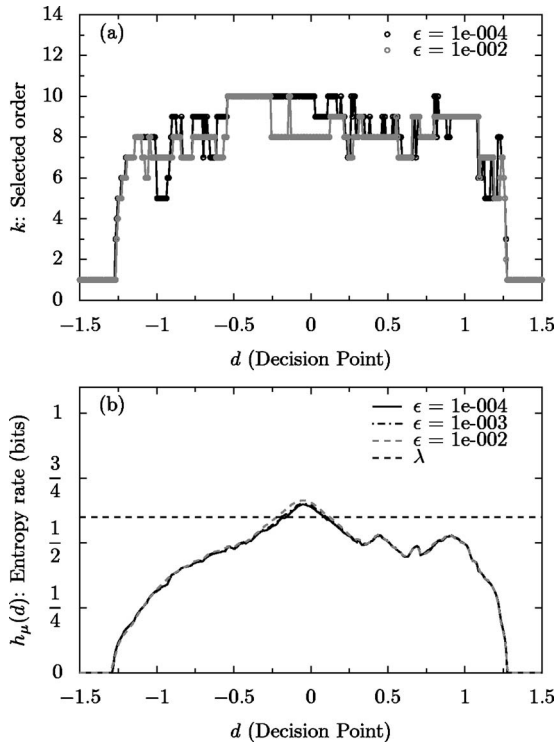 14
(a)
ϵ = 1e-004
ϵ = 1e-002
12
10
8
6
4
2
0
k: Selected order
−1.5 −1 −0.5 0 0.5 1 1.5
d (Decision Point)
(b)
ϵ = 1e-004
ϵ = 1e-003
ϵ = 1e-002
λ
1
3/4
1/2
1/4
0
hμ(d): Entropy rate (bits)
−1.5 −1 −0.5 0 0.5 1 1.5
d (Decision Point)